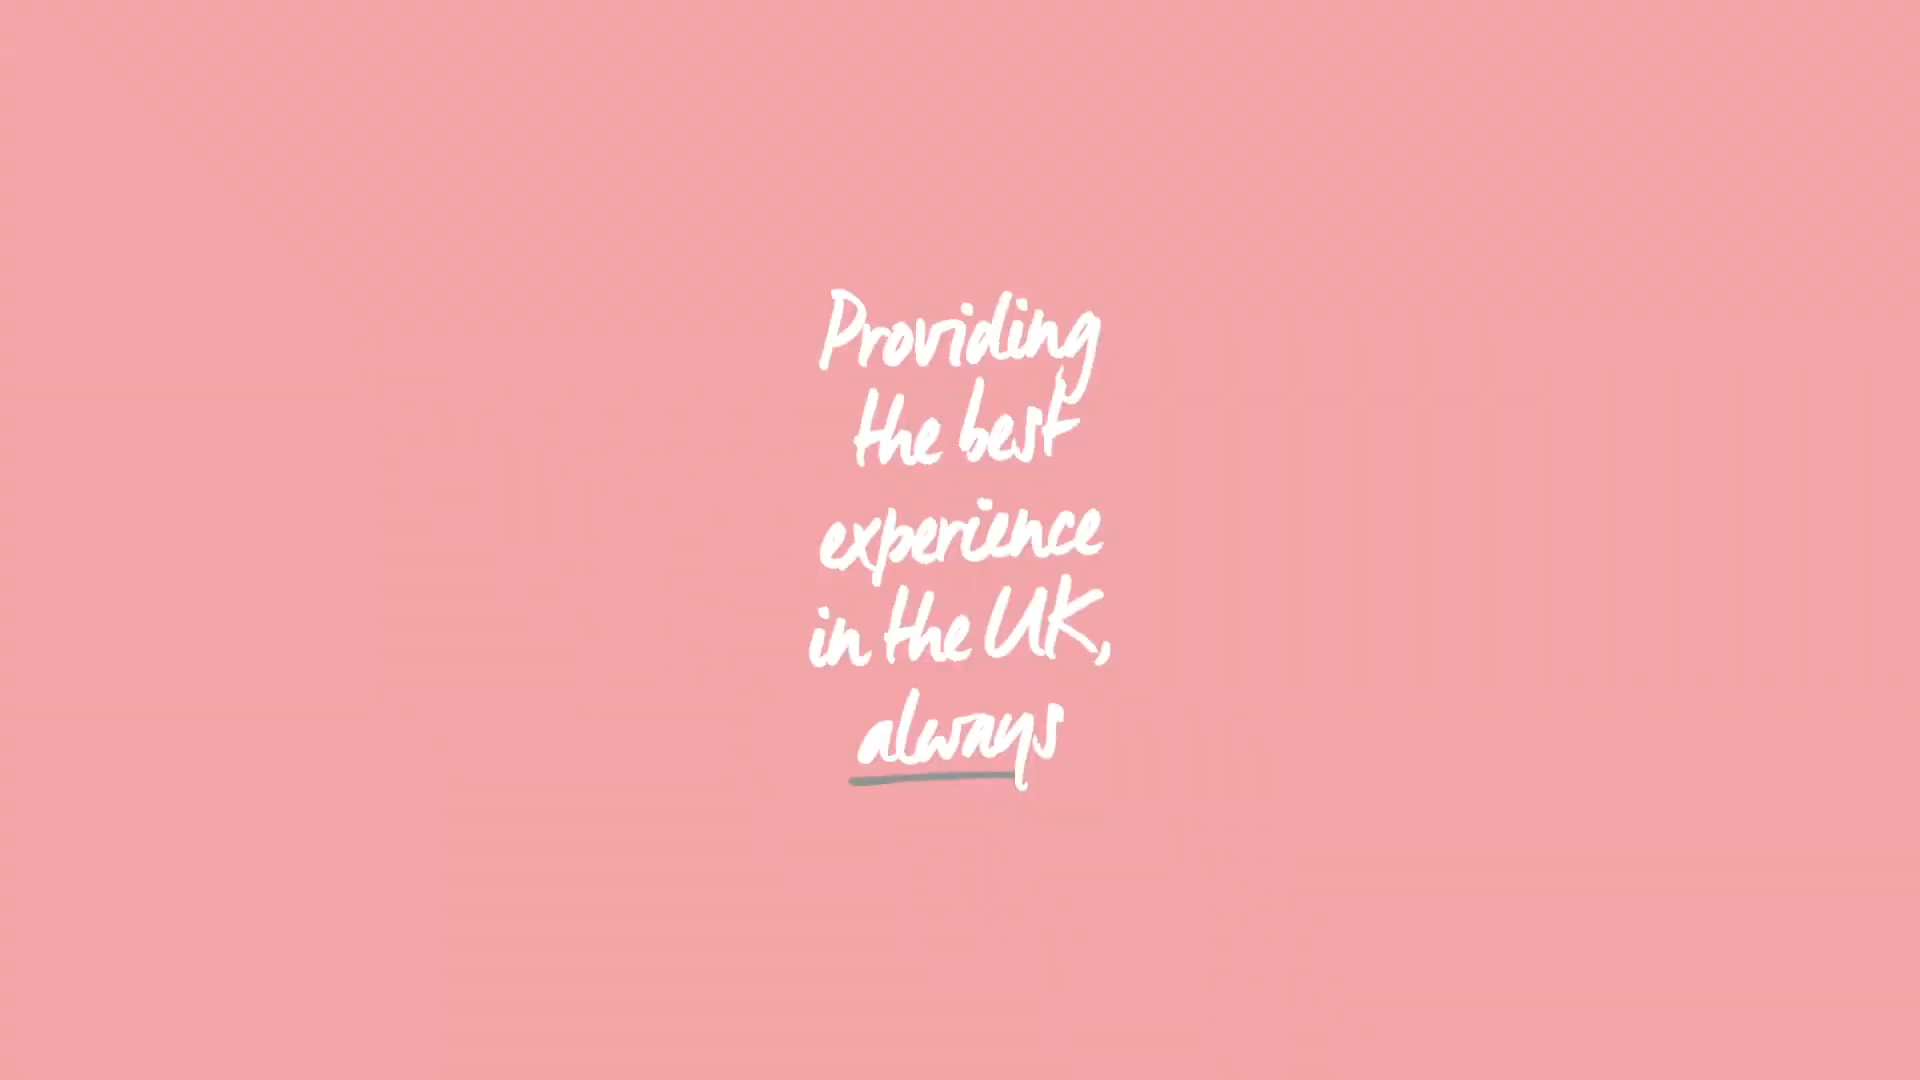 Providing
the best
experience
in the UK,
always